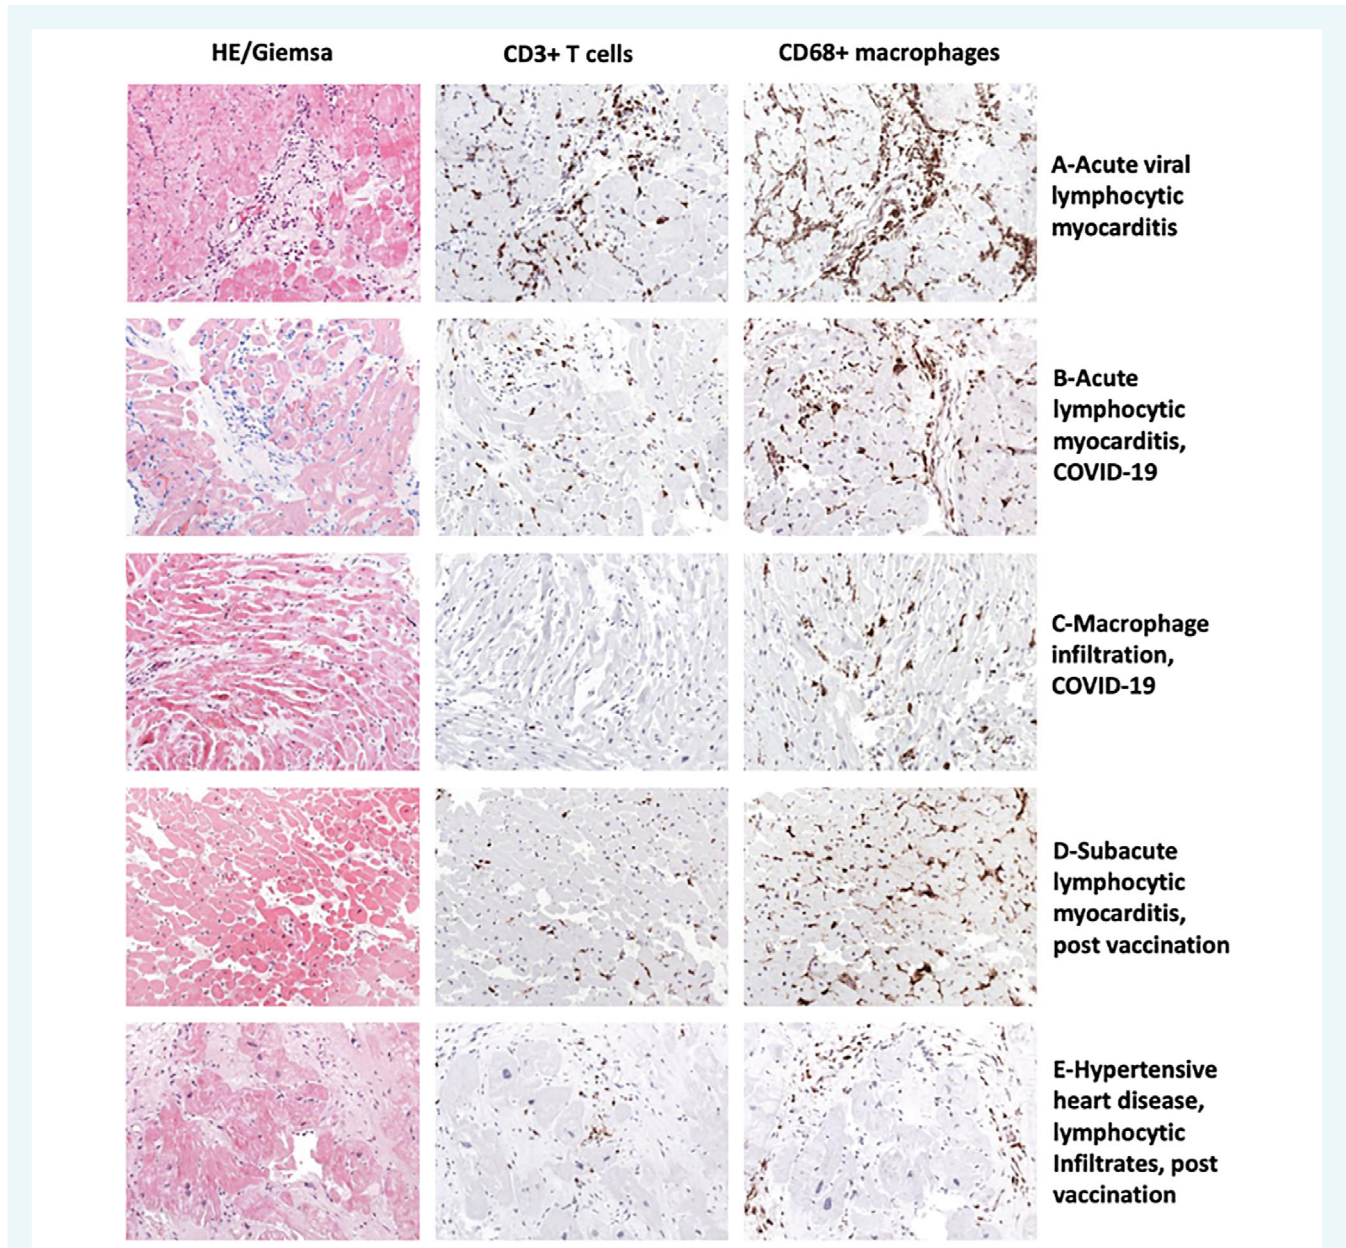 HE/Giemsa
CD3+ T cells
CD68+ macrophages
A-Acute viral
lymphocytic
myocarditis
B-Acute
lymphocytic
myocarditis,
COVID-19
C-Macrophage
infiltration,
COVID-19
D-Subacute
lymphocytic
myocarditis,
post vaccination
E-Hypertensive
heart disease,
lymphocytic
Infiltrates, post
vaccination